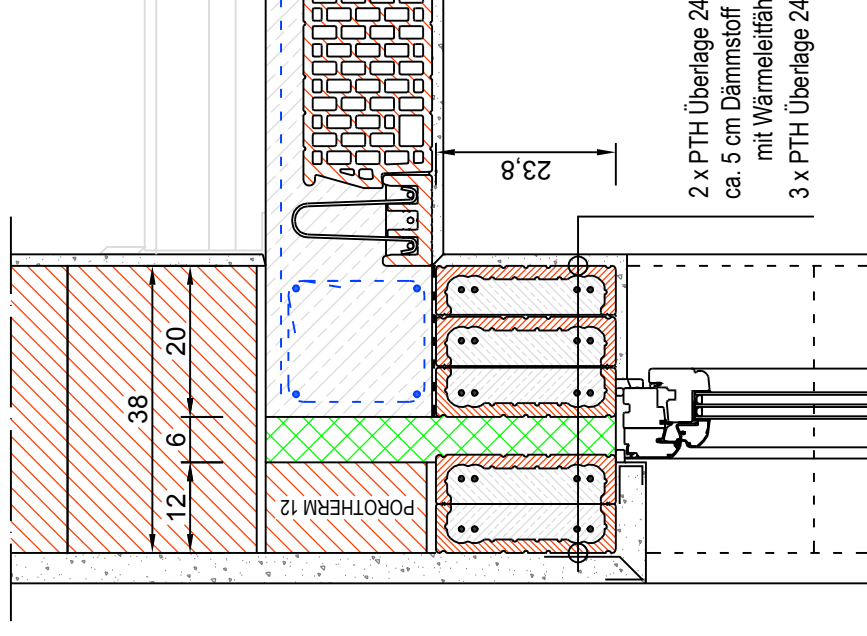 38
20
6
12
POROTHERM 12
23,8
2 x PTH Überlage 24
ca. 5 cm Dämmstoff
mit Wärmeleitfäh
3 x PTH Überlage 24